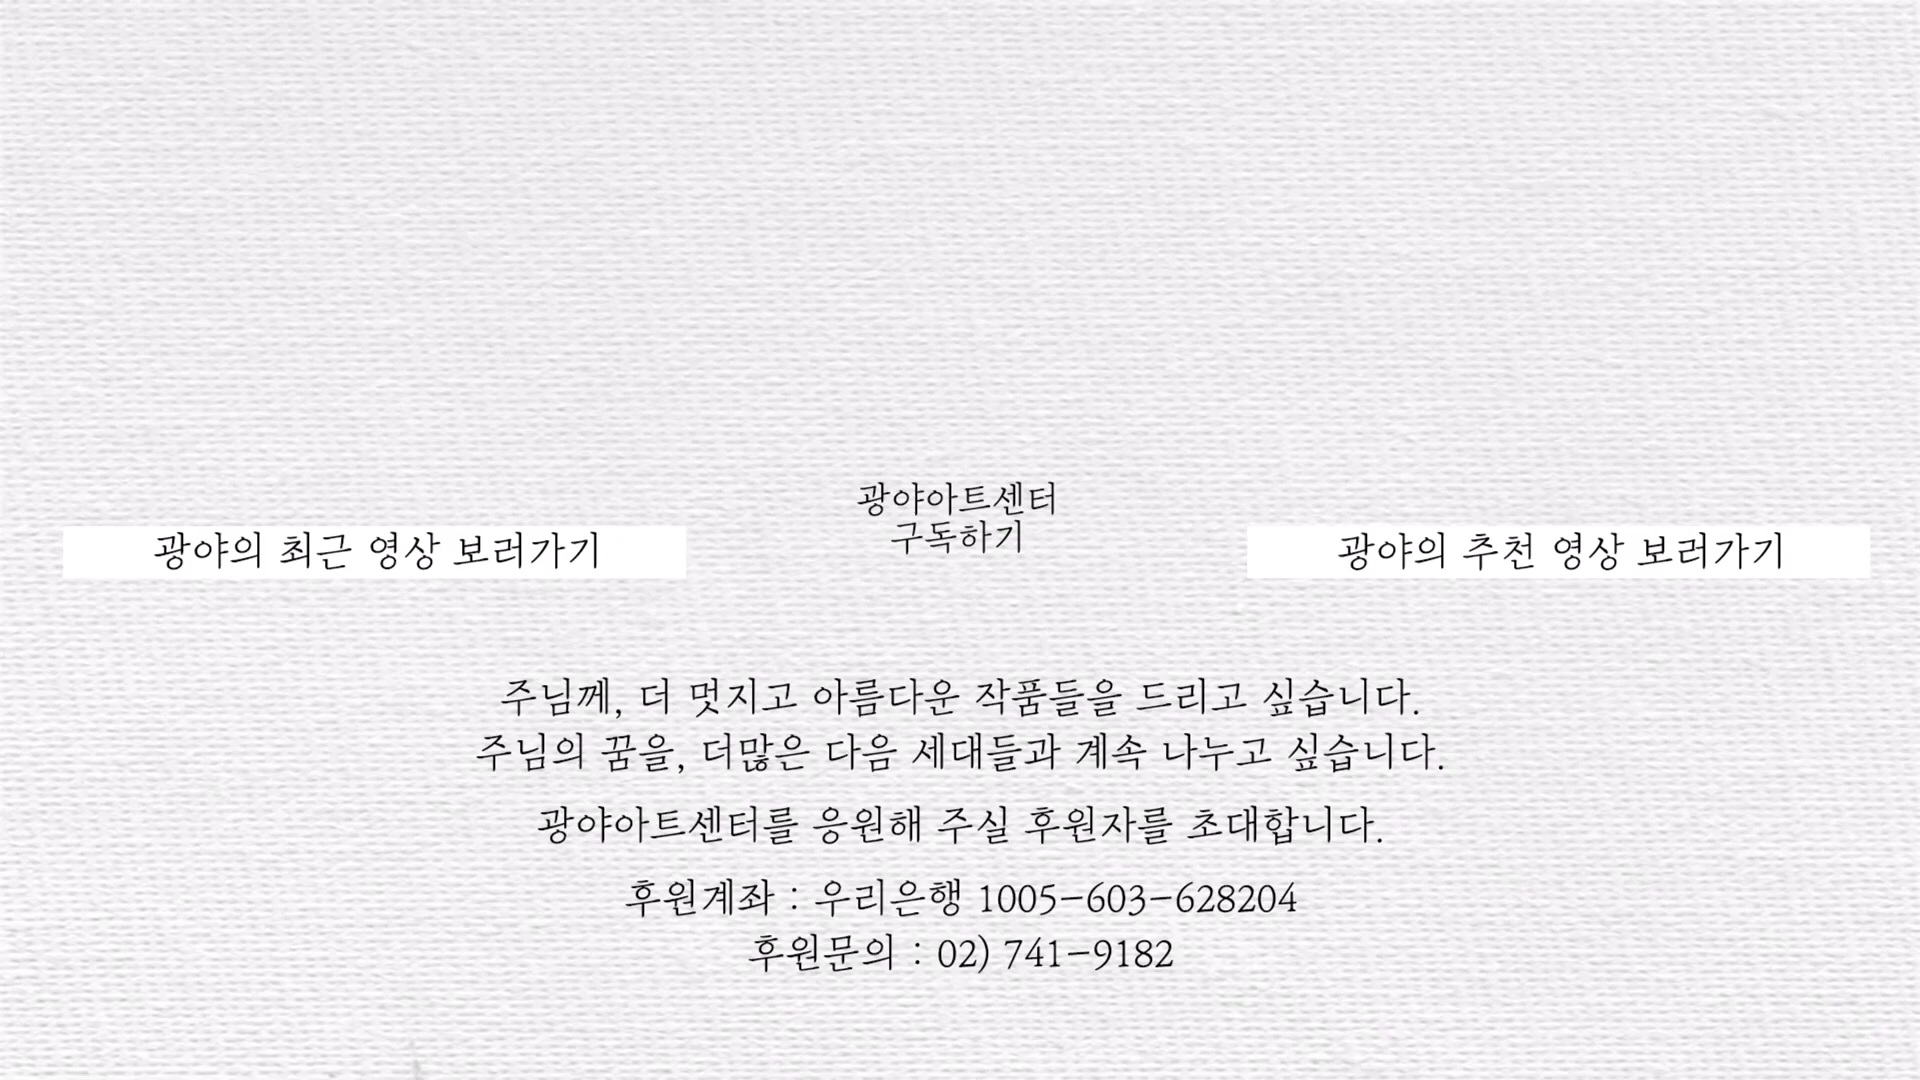 광야아트센터
구독하기
광야의 최근 영상 보러가기
광야의 추천 영상 보러가기
주님께, 더 멋지고 아름다운 작품들을 드리고 싶습니다.
주님의 꿈을, 더많은 다음 세대들과 계속 나누고 싶습니다.
광야아트센터를 응원해 주실 후원자를 초대합니다.
후원계좌 : 우리은행 1005-603-628204
후원문의 : 02) 741-9182